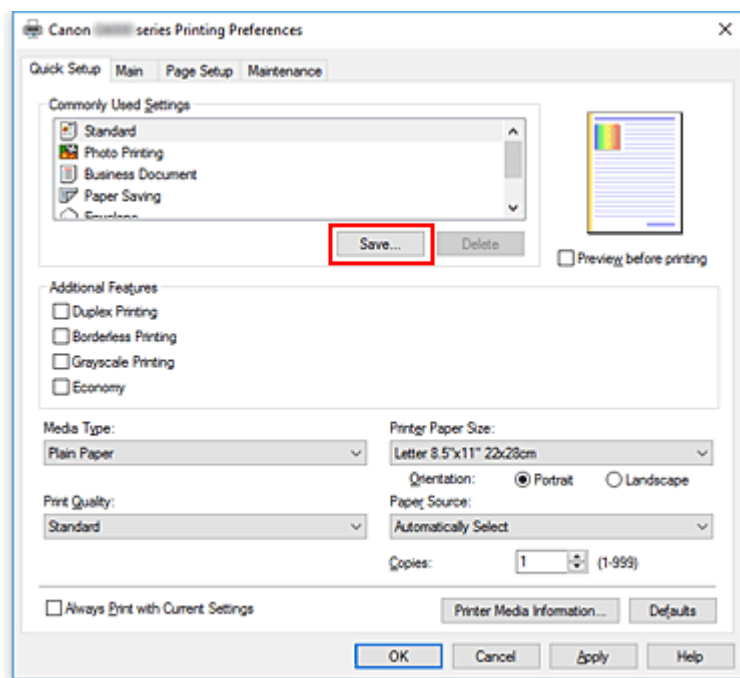 Canon series Printing Preferences
Quick Setup Main Page Setup Maintenance
Commonly Used Settings
Standard
Photo Printing
Business Document
Paper Saving
Envelope
Save... Delete
Preview before printing
Additional Features
Duplex Printing
Borderless Printing
Grayscale Printing
Economy
Media Type: Printer Paper Size:
Plain Paper Letter 8.5"x11" 22x28cm
Orientation: Portrait Landscape
Print Quality: Paper Source:
Standard Automatically Select
Copies: 1 (1-999)
Always Print with Current Settings Printer Media Information... Defaults
OK Cancel Apply Help